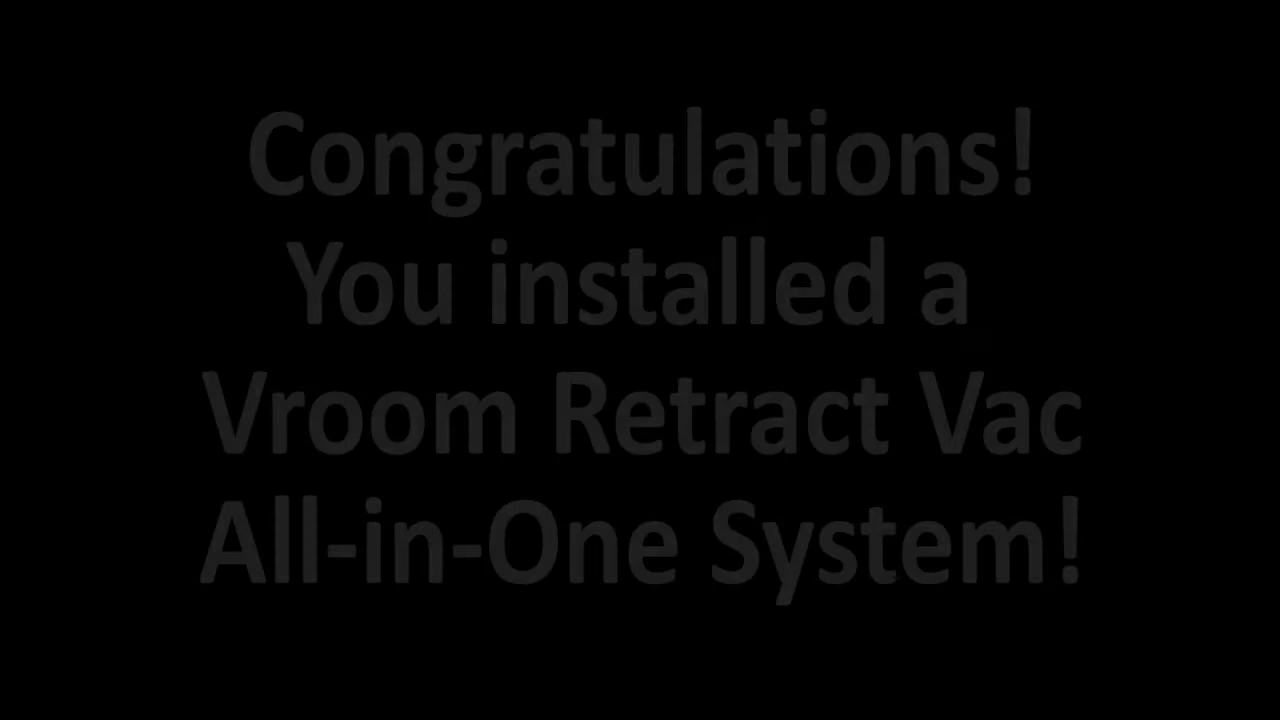 Congratulations!
You installed a
Vroom Retract Vac
All-in-One System!